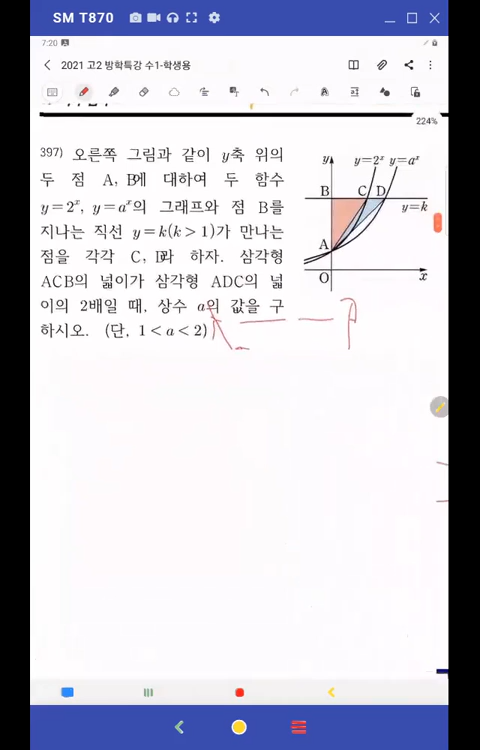 SM T870
7:20
2021 고2 방학특강 수1-학생용
224%
397) 오른쪽 그림과 같이 y축 위의
두 점 A, B에 대하여 두 함수
y=2ˣ, y=aˣ의 그래프와 점 B를
지나는 직선 y=k(k>1)가 만나는
점을 각각 C, D라 하자. 삼각형
ACB의 넓이가 삼각형 ADC의 넓
이의 2배일 때, 상수 a의 값을 구
하시오. (단, 1<a<2)
y y=2ˣ y=aˣ
B C D
y=k
A
O x